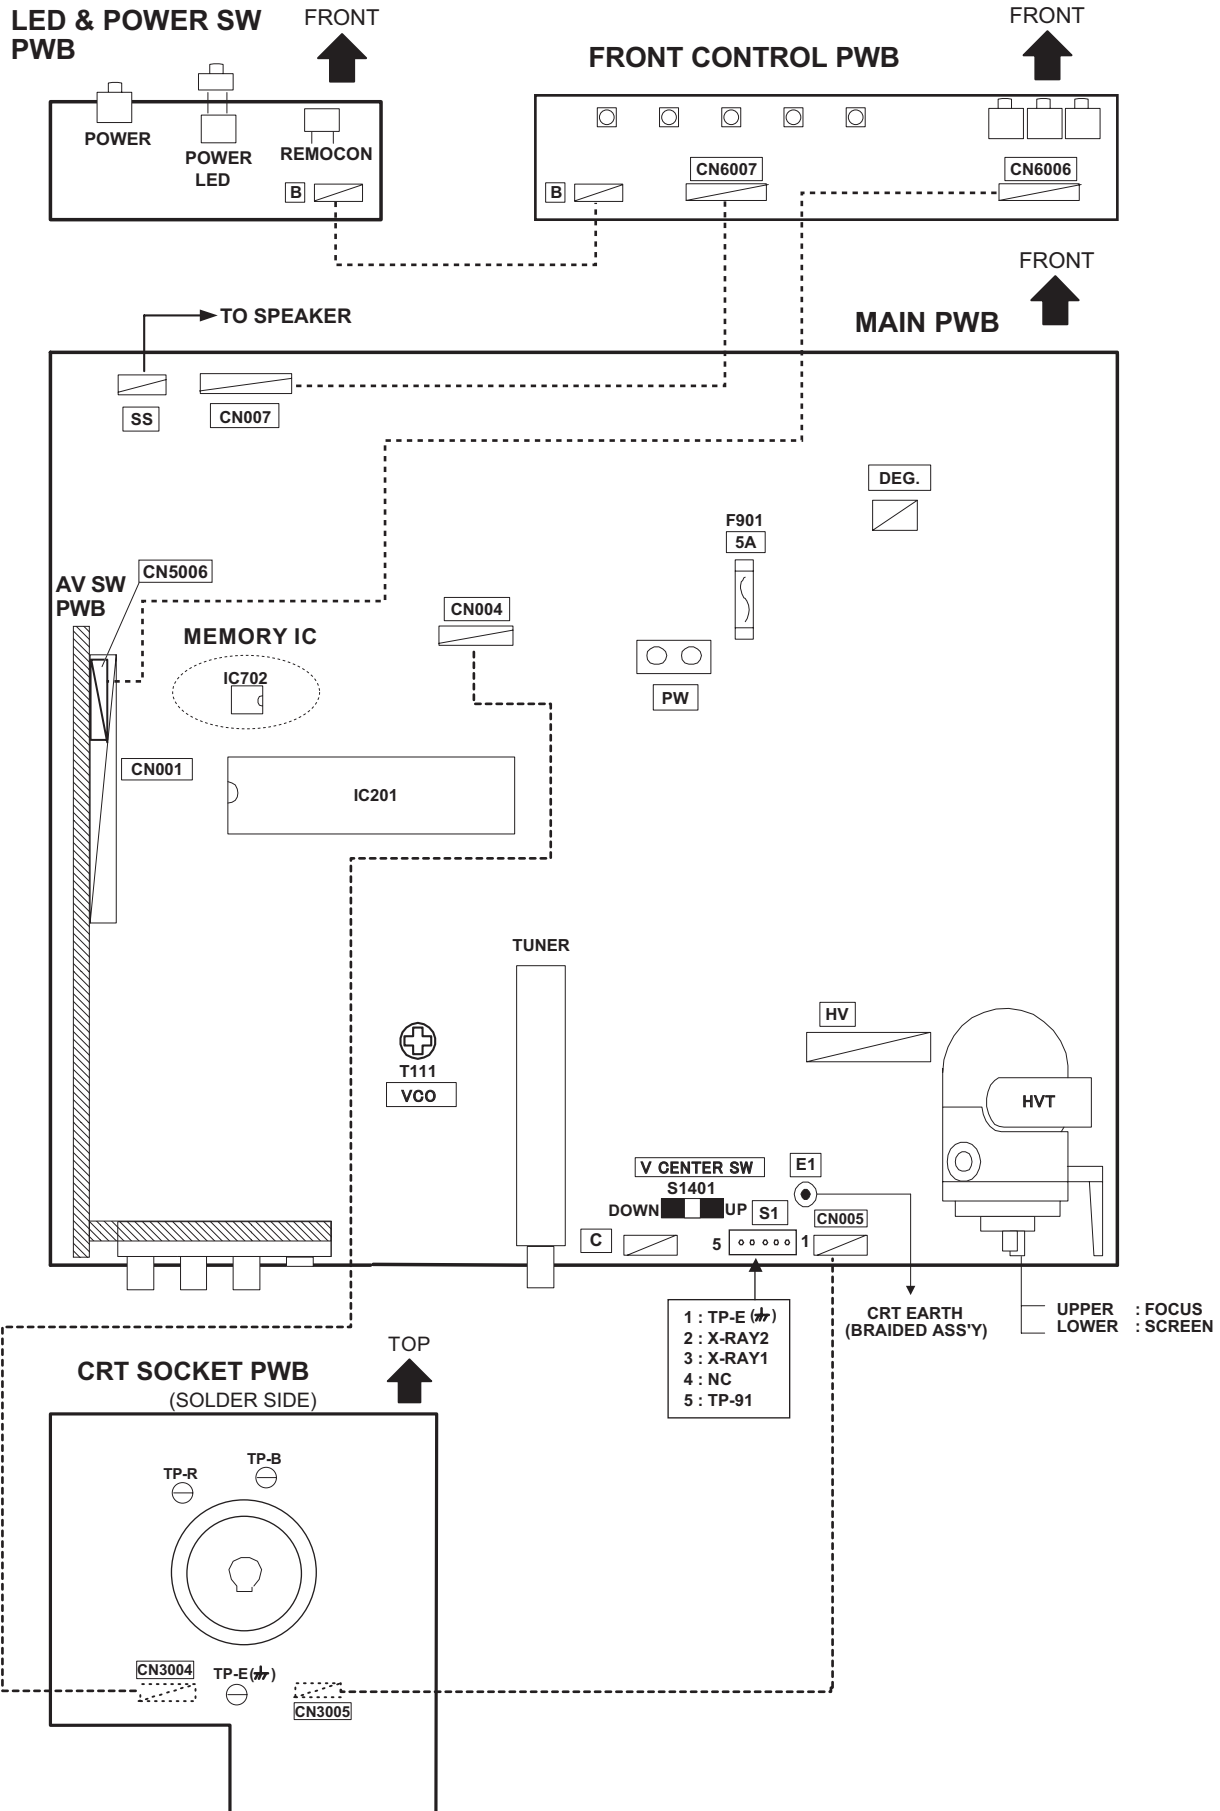 LED & POWER SW
PWB
FRONT
POWER
POWER
LED
REMOCON
B
FRONT CONTROL PWB
FRONT
B
CN6007
CN6006
TO SPEAKER
MAIN PWB
FRONT
SS
CN007
DEG.
F901
5A
AV SW
PWB
CN5006
CN004
MEMORY IC
IC702
PW
CN001
IC201
TUNER
T111
VCO
HV
HVT
V CENTER SW
S1401
DOWN
UP
E1
S1
CN005
C
5
1
1 : TP-E ( )
2 : X-RAY2
3 : X-RAY1
4 : NC
5 : TP-91
CRT EARTH
(BRAIDED ASS'Y)
UPPER : FOCUS
LOWER : SCREEN
CRT SOCKET PWB
(SOLDER SIDE)
TOP
TP-R
TP-B
CN3004
TP-E( )
CN3005